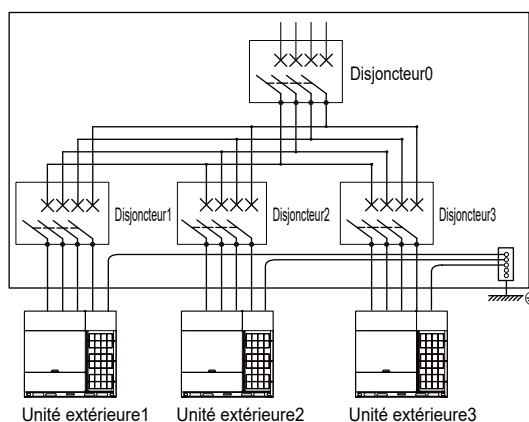 Disjoncteur0
Disjoncteur1
Disjoncteur2
Disjoncteur3
Unité extérieure1
Unité extérieure2
Unité extérieure3